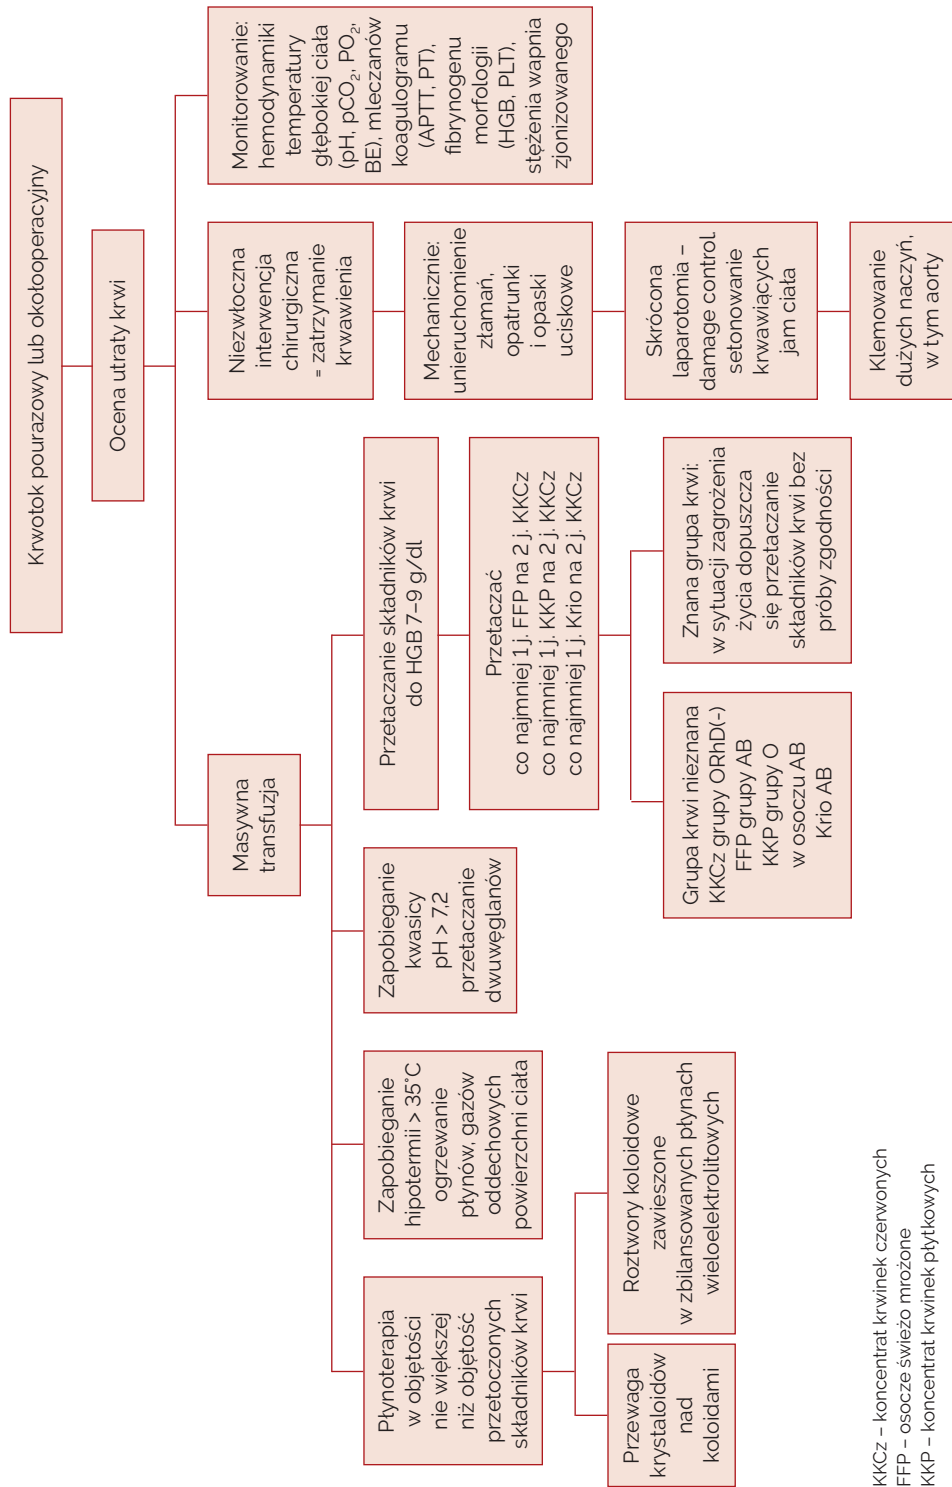 Krwotok pourazowy lub okołooperacyjny
Ocena utraty krwi
Masywna
transfuzja
Płynoterapia
w objętości
nie większej
niż objętość
przetoczonych
składników krwi
Przewaga
krystaloidów
nad
koloidami
Roztwory koloidowe
zawieszone
w zbilansowanych płynach
wieloelektrolitowych
Zapobieganie
hipotermii > 35°C
ogrzewanie
płynów, gazów
oddechowych
powierzchni ciała
Zapobieganie
kwasicy
pH > 7,2
przetaczanie
dwuwęglanów
Przetaczanie składników krwi
do HGB 7–9 g/dl
Przetaczać
co najmniej 1 j. FFP na 2 j. KKCz
co najmniej 1 j. KKP na 2 j. KKCz
co najmniej 1 j. Krio na 2 j. KKCz
Grupa krwi nieznana
KKCz grupy ORhD(-)
FFP grupy AB
KKP grupy O
w osoczu AB
Krio AB
Znana grupa krwi:
w sytuacji zagrożenia
życia dopuszcza
się przetaczanie
składników krwi bez
próby zgodności
Niezwłoczna
interwencja
chirurgiczna
= zatrzymanie
krwawienia
Mechanicznie:
unieruchomienie
złamań,
opatrunki
i opaski
uciskowe
Skrócona
laparotomia –
damage control
setonowanie
krwawiących
jam ciała
Klemowanie
dużych naczyń,
w tym aorty
Monitorowanie:
hemodynamiki
temperatury
głębokiej ciała
(pH, pCO₂, PO₂,
BE), mleczanów
koagulogramu
(APTT, PT),
fibrynogenu
morfologii
(HGB, PLT),
stężenia wapnia
zjonizowanego
KKCz – koncentrat krwinek czerwonych
FFP – osocze świeżo mrożone
KKP – koncentrat krwinek płytkowych